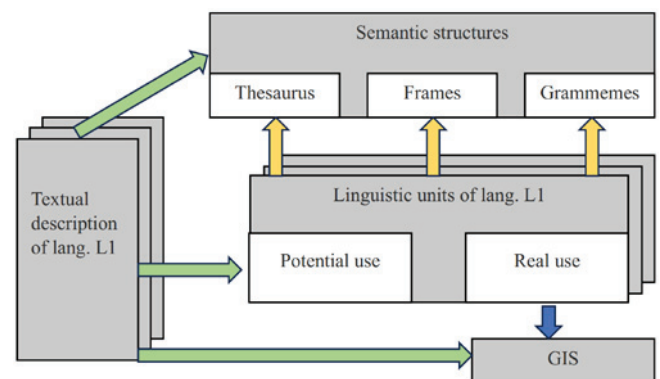 Semantic structures
Thesaurus
Frames
Grammemes
Textual
description
of lang. L1
Linguistic units of lang. L1
Potential use
Real use
GIS